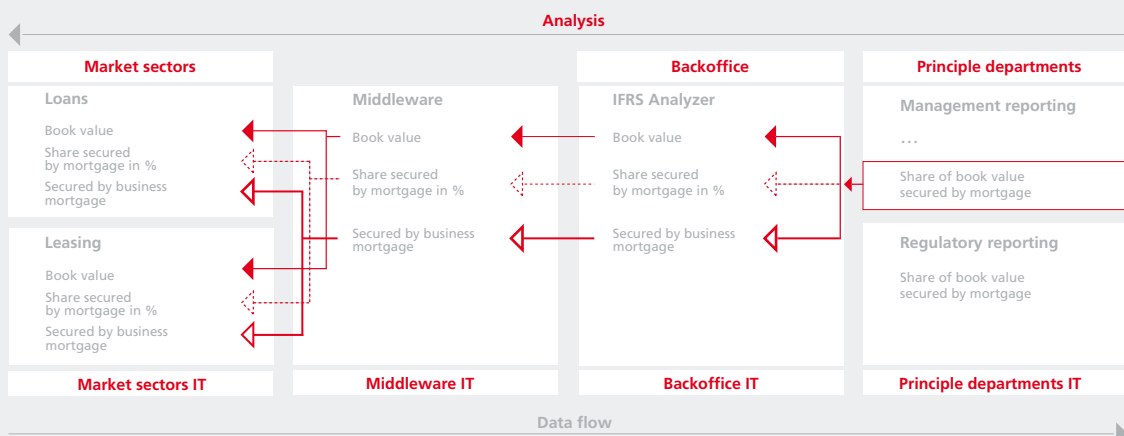 Analysis
Market sectors
Backoffice
Principle departments
Loans
Book value
Share secured
by mortgage in %
Secured by business
mortgage
Leasing
Book value
Share secured
by mortgage in %
Secured by business
mortgage
Middleware
Book value
Share secured
by mortgage in %
Secured by business
mortgage
IFRS Analyzer
Book value
Share secured
by mortgage in %
Secured by business
mortgage
Management reporting
...
Share of book value
secured by mortgage
Regulatory reporting
Share of book value
secured by mortgage
Market sectors IT
Middleware IT
Backoffice IT
Principle departments IT
Data flow